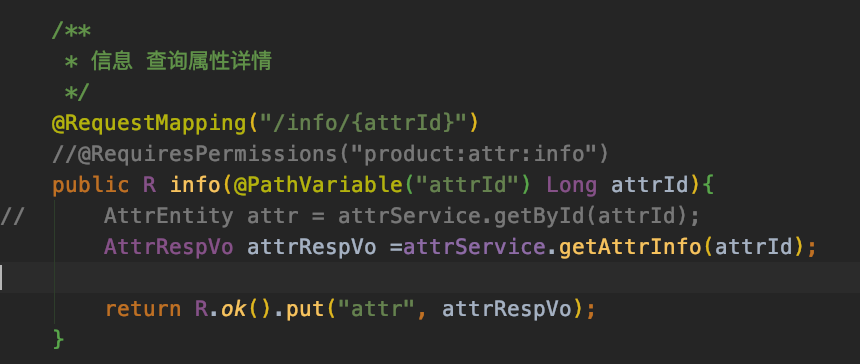 /**
 * 信息 查询属性详情
 */
@RequestMapping("/info/{attrId}")
//@RequiresPermissions("product:attr:info")
public R info(@PathVariable("attrId") Long attrId){
//      AttrEntity attr = attrService.getById(attrId);
AttrRespVo attrRespVo =attrService.getAttrInfo(attrId);
return R.ok().put("attr", attrRespVo);
}